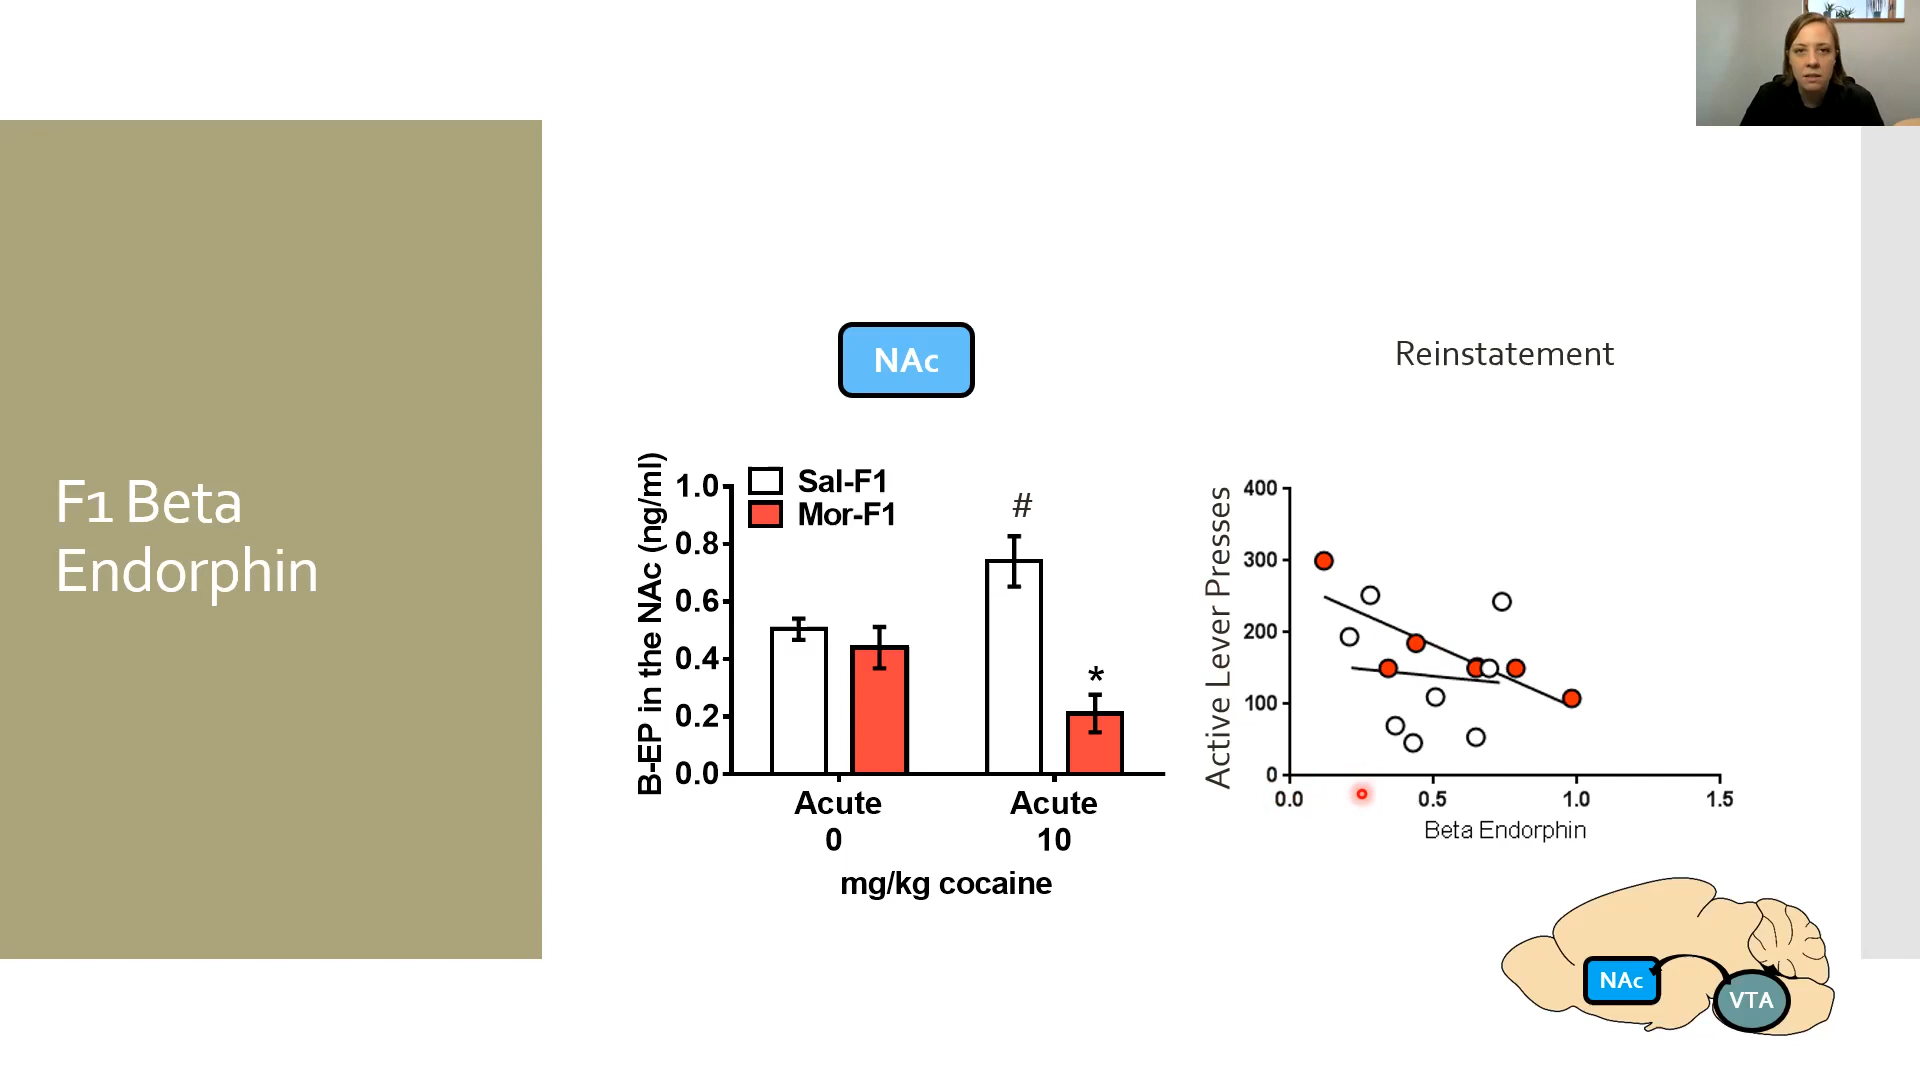 F1 Beta
Endorphin
NAc
B-EP in the NAc (ng/ml)
1.0
0.8
0.6
0.4
0.2
0.0
Sal-F1
Mor-F1
#
*
Acute
0
Acute
10
mg/kg cocaine
Reinstatement
Active Lever Presses
400
300
200
100
0
0.0
0.5
1.0
1.5
Beta Endorphin
NAc
VTA